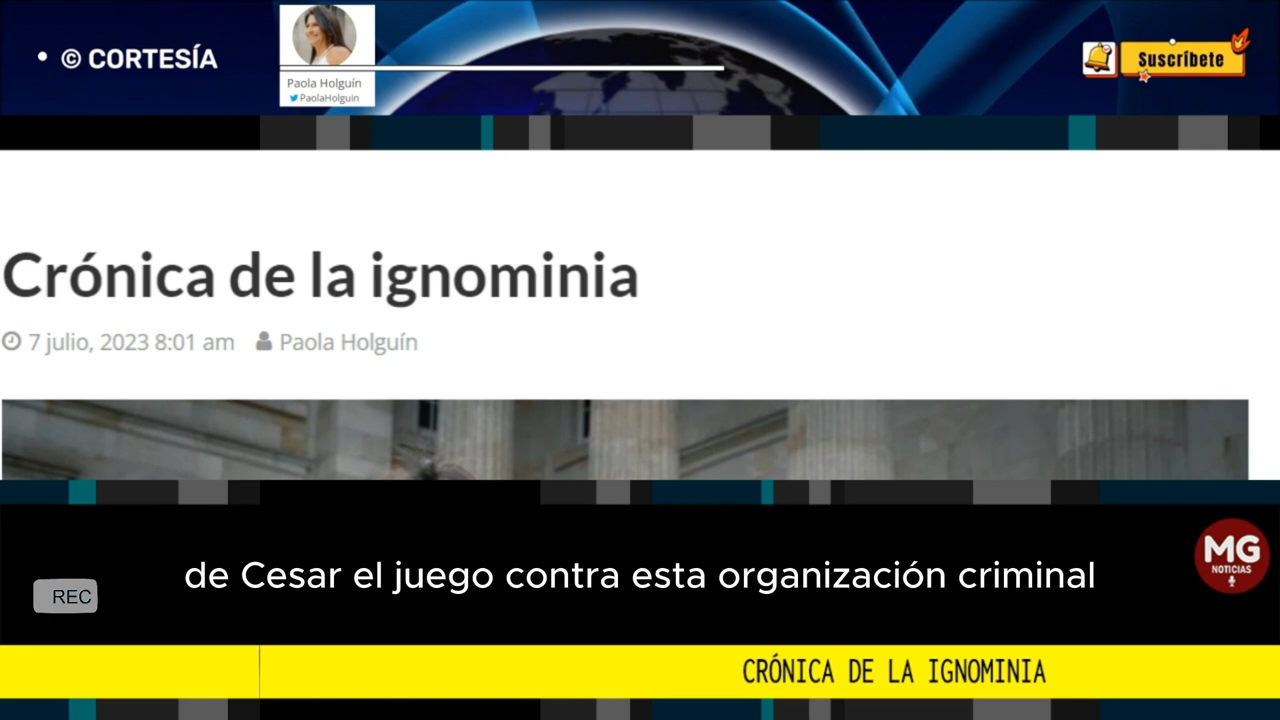 • © CORTESÍA
Paola Holguín
PaolaHolguin
Suscríbete
Crónica de la ignominia
7 julio, 2023 8:01 am Paola Holguín
de Cesar el juego contra esta organización criminal
MG
NOTICIAS
REC
CRÓNICA DE LA IGNOMINIA